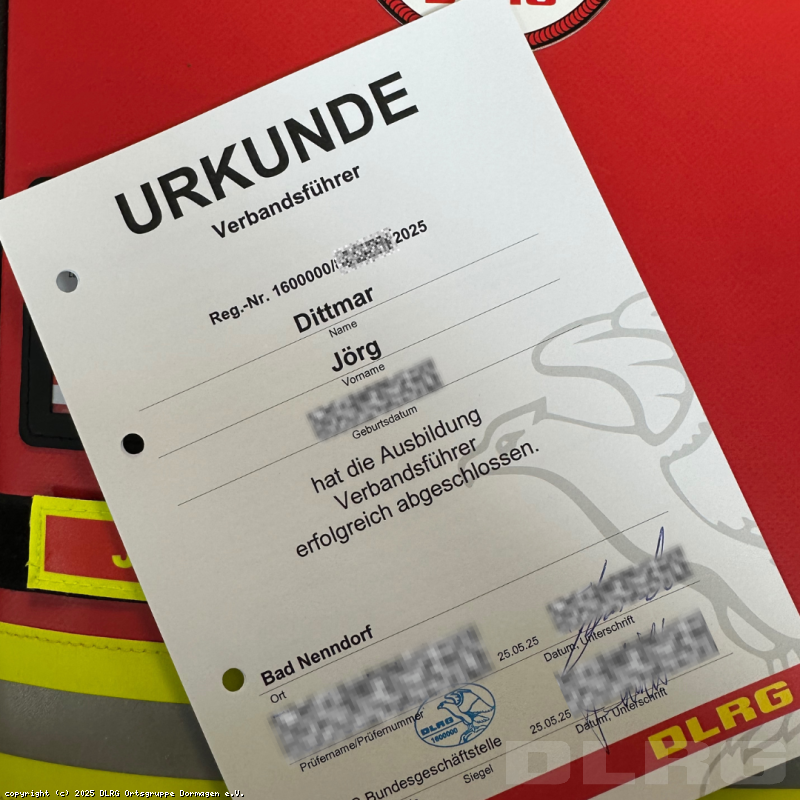 URKUNDE
Verbandsführer
Reg.-Nr. 1600000/ 2025
Dittmar
Name
Jörg
Vorname
Geburtsdatum
hat die Ausbildung
Verbandsführer
erfolgreich abgeschlossen.
Bad Nenndorf
Ort
25.05.25
Datum, Unterschrift
Prüfername/Prüfernummer
DLRG
1600000
25.05.25
Datum, Unterschrift
Bundesgeschäftstelle
Siegel
DLRG
DLRG
copyright (c) 2025 DLRG Ortsgruppe Dormagen e.V.